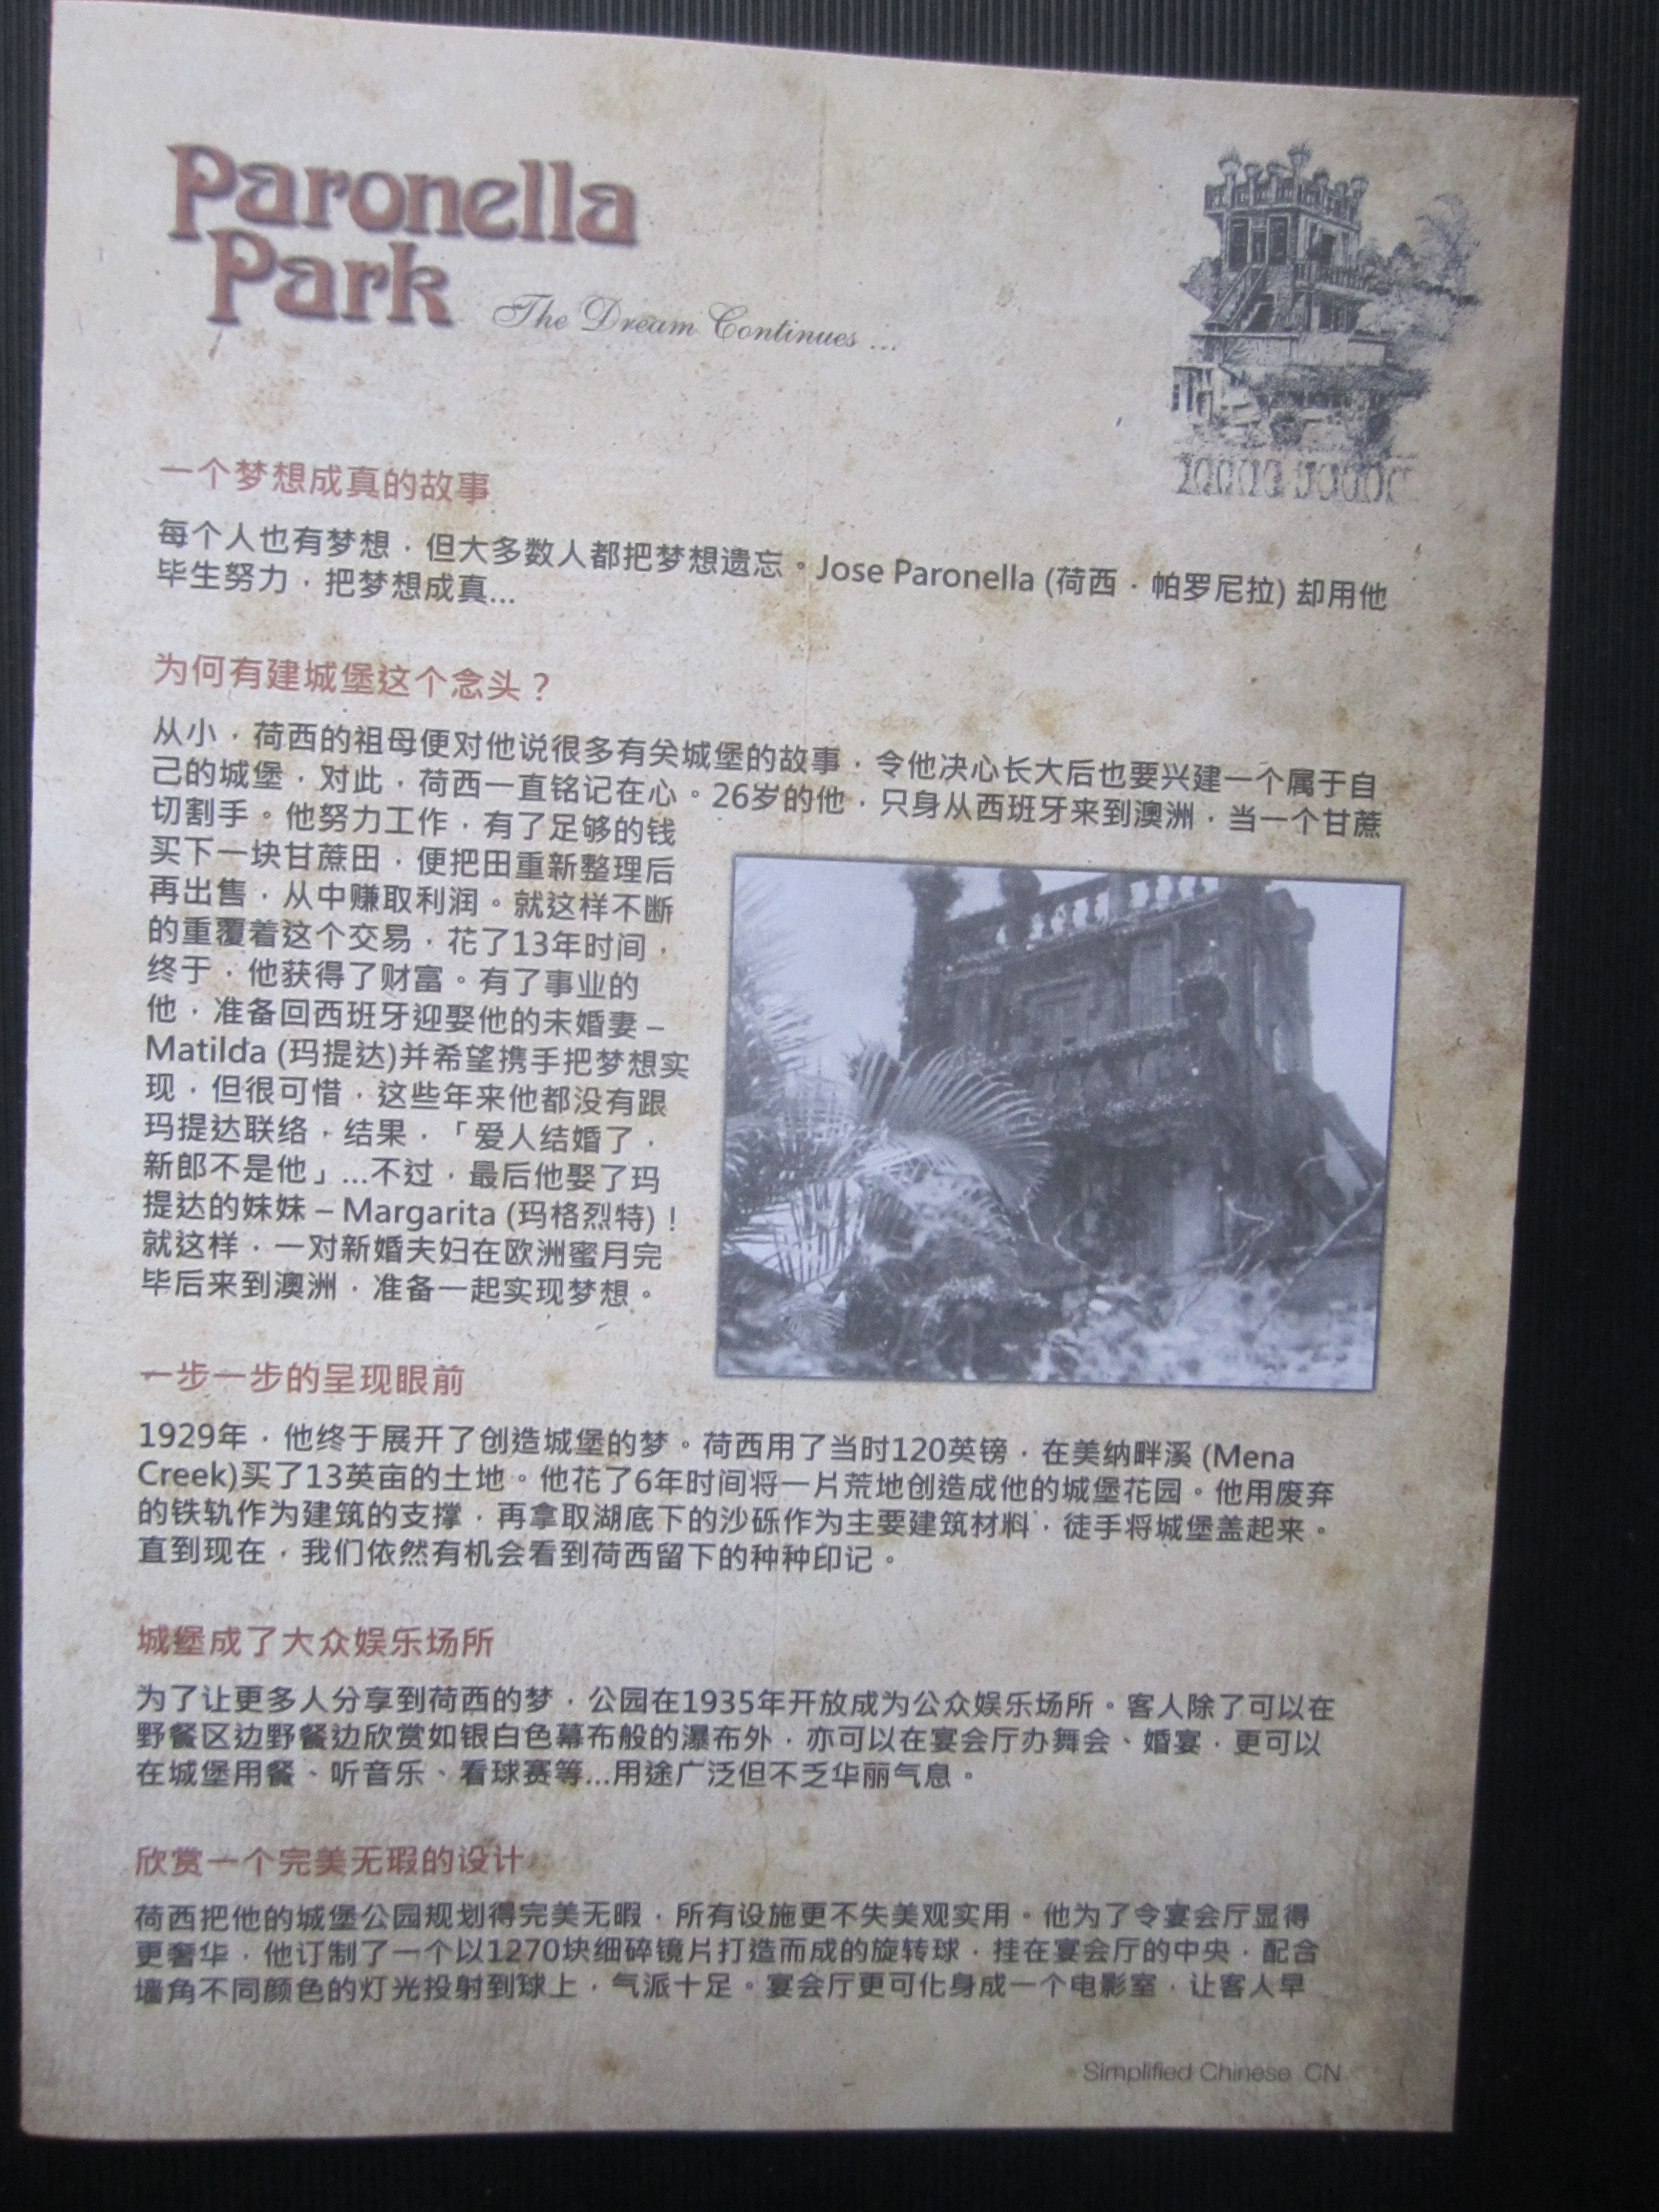 Paronella
Park
The Dream Continues ...
一个梦想成真的故事
每个人也有梦想，但大多数人都把梦想遗忘。Jose Paronella (荷西．帕罗尼拉) 却用他
毕生努力，把梦想成真...
为何有建城堡这个念头？
从小，荷西的祖母便对他说很多有关城堡的故事，令他决心长大后也要兴建一个属于自
己的城堡，对此，荷西一直铭记在心。26岁的他，只身从西班牙来到澳洲，当一个甘蔗
切割手。他努力工作，有了足够的钱
买下一块甘蔗田，便把田重新整理后
再出售，从中赚取利润。就这样不断
的重覆着这个交易，花了13年时间，
终于，他获得了财富。有了事业的
他，准备回西班牙迎娶他的未婚妻 –
Matilda (玛提达)并希望携手把梦想实
现，但很可惜，这些年来他都没有跟
玛提达联络，结果，「爱人结婚了，
新郎不是他」...不过，最后他娶了玛
提达的妹妹 – Margarita (玛格烈特)！
就这样，一对新婚夫妇在欧洲蜜月完
毕后来到澳洲，准备一起实现梦想。
一步一步的呈现眼前
1929年，他终于展开了创造城堡的梦。荷西用了当时120英镑，在美纳畔溪 (Mena
Creek)买了13英亩的土地。他花了6年时间将一片荒地创造成他的城堡花园。他用废弃
的铁轨作为建筑的支撑，再拿取湖底下的沙砾作为主要建筑材料，徒手将城堡盖起来。
直到现在，我们依然有机会看到荷西留下的种种印记。
城堡成了大众娱乐场所
为了让更多人分享到荷西的梦，公园在1935年开放成为公众娱乐场所。客人除了可以在
野餐区边野餐边欣赏如银白色幕布般的瀑布外，亦可以在宴会厅办舞会、婚宴，更可以
在城堡用餐、听音乐、看球赛等...用途广泛但不乏华丽气息。
欣赏一个完美无瑕的设计
荷西把他的城堡公园规划得完美无暇，所有设施更不失美观实用。他为了令宴会厅显得
更奢华，他订制了一个以1270块细碎镜片打造而成的旋转球，挂在宴会厅的中央，配合
墙角不同颜色的灯光投射到球上，气派十足。宴会厅更可化身成一个电影室，让客人早
Simplified Chinese CN